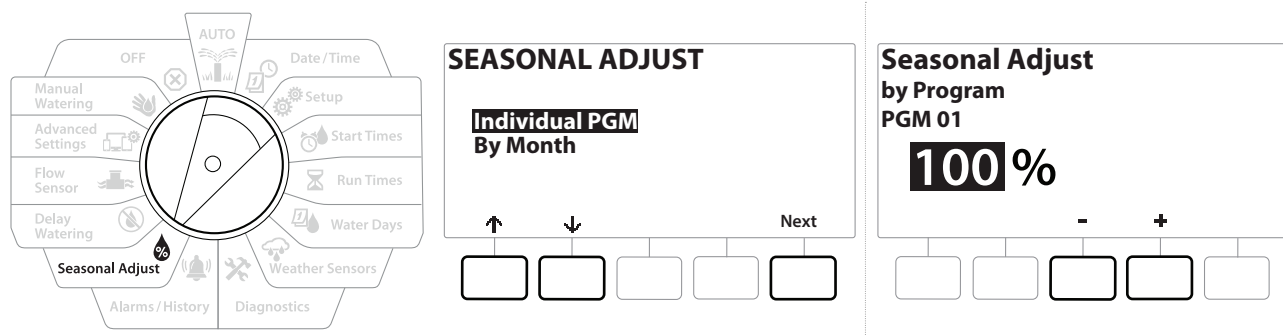 AUTO
OFF
Date/Time
Manual
Watering
Setup
Advanced
Settings
Start Times
Flow
Sensor
Run Times
Delay
Watering
Water Days
Seasonal Adjust
%
Weather Sensors
Alarms/History
Diagnostics
SEASONAL ADJUST
Individual PGM
By Month
↑ ↓ Next
Seasonal Adjust
by Program
PGM 01
100 %
- +